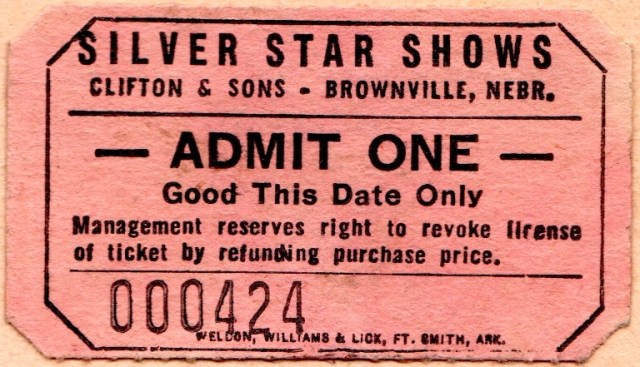 SILVER STAR SHOWS
CLIFTON & SONS - BROWNVILLE, NEBR.
— ADMIT ONE —
Good This Date Only
Management reserves right to revoke license
of ticket by refunding purchase price.
000424
WELDON, WILLIAMS & LICK, FT. SMITH, ARK.